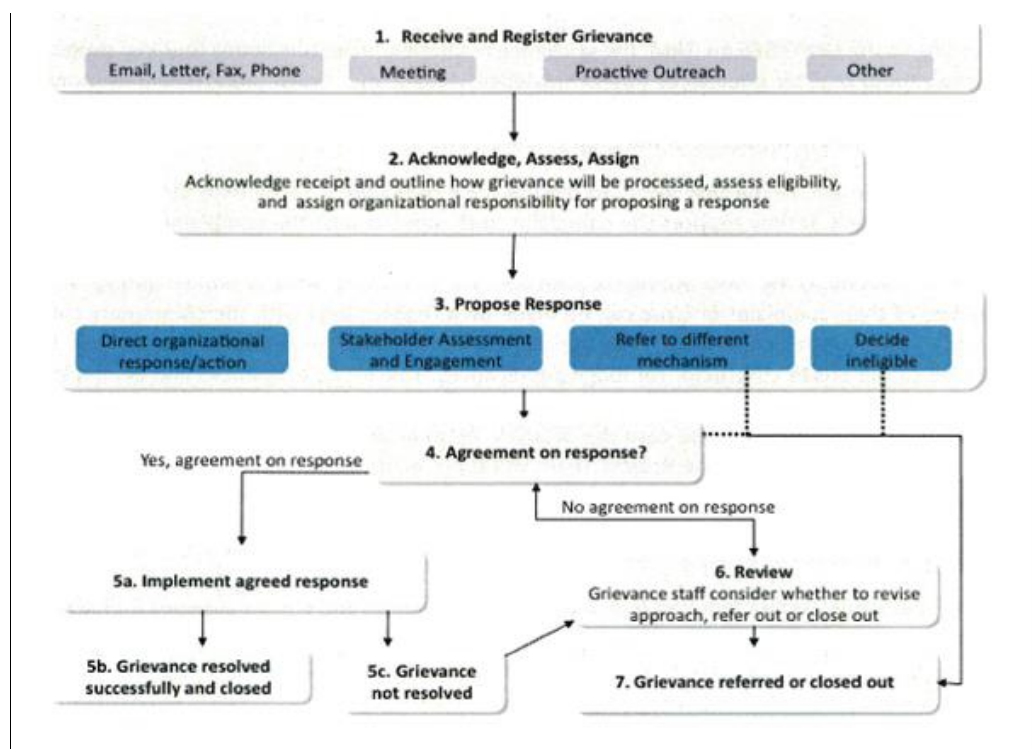 1. Receive and Register Grievance
Email, Letter, Fax, Phone
Meeting
Proactive Outreach
Other
2. Acknowledge, Assess, Assign
Acknowledge receipt and outline how grievance will be processed, assess eligibility,
and assign organizational responsibility for proposing a response
3. Propose Response
Direct organizational
response/action
Stakeholder Assessment
and Engagement
Refer to different
mechanism
Decide
ineligible
4. Agreement on response?
Yes, agreement on response
No agreement on response
5a. Implement agreed response
6. Review
Grievance staff consider whether to revise
approach, refer out or close out
5b. Grievance resolved
successfully and closed
5c. Grievance
not resolved
7. Grievance referred or closed out